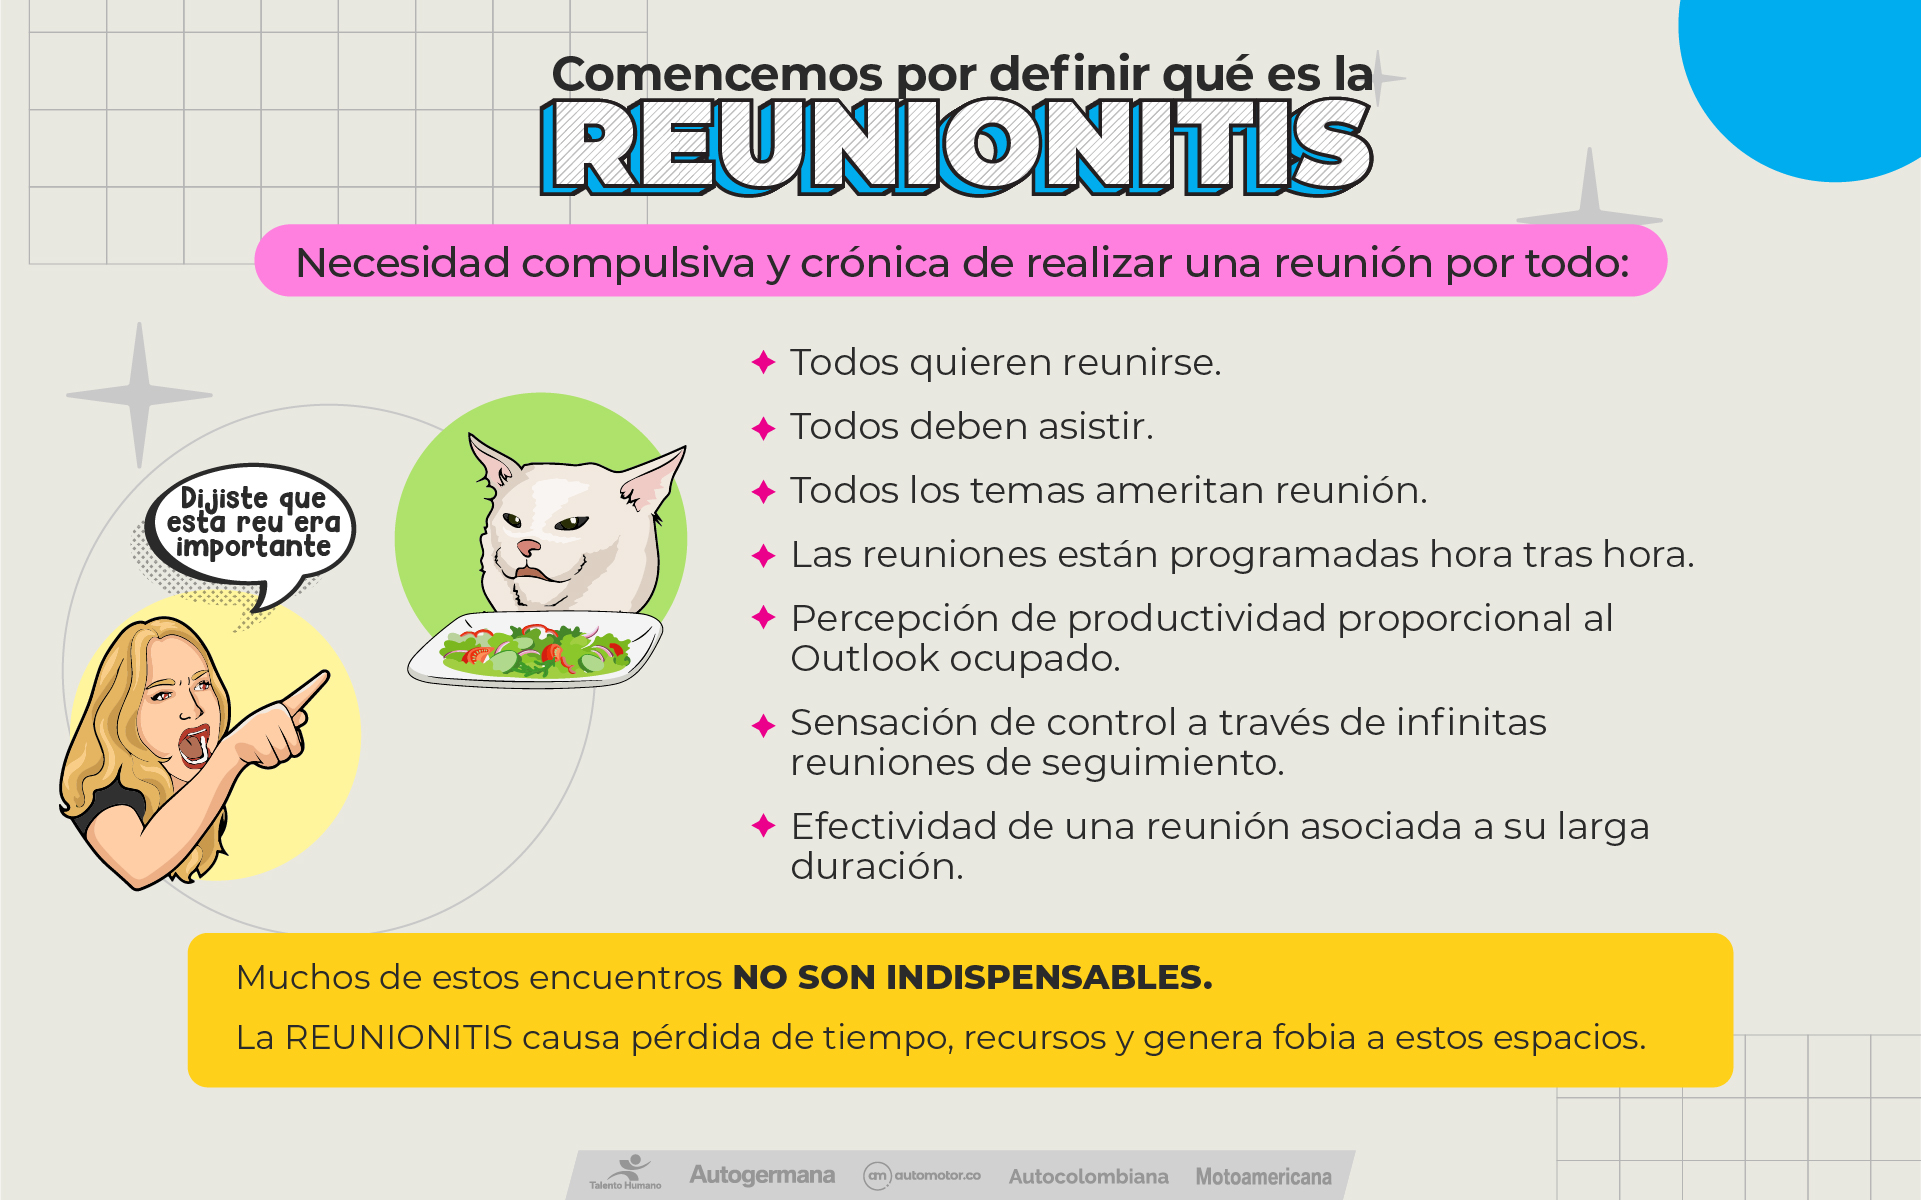 Comencemos por definir qué es la
REUNIONITIS
Necesidad compulsiva y crónica de realizar una reunión por todo:
Dijiste que
esta reu era
importante
Todos quieren reunirse.
Todos deben asistir.
Todos los temas ameritan reunión.
Las reuniones están programadas hora tras hora.
Percepción de productividad proporcional al
Outlook ocupado.
Sensación de control a través de infinitas
reuniones de seguimiento.
Efectividad de una reunión asociada a su larga
duración.
Muchos de estos encuentros NO SON INDISPENSABLES.
La REUNIONITIS causa pérdida de tiempo, recursos y genera fobia a estos espacios.
Talento Humano
Autogermana
am automotor.co
Autocolombiana
Motoamericana